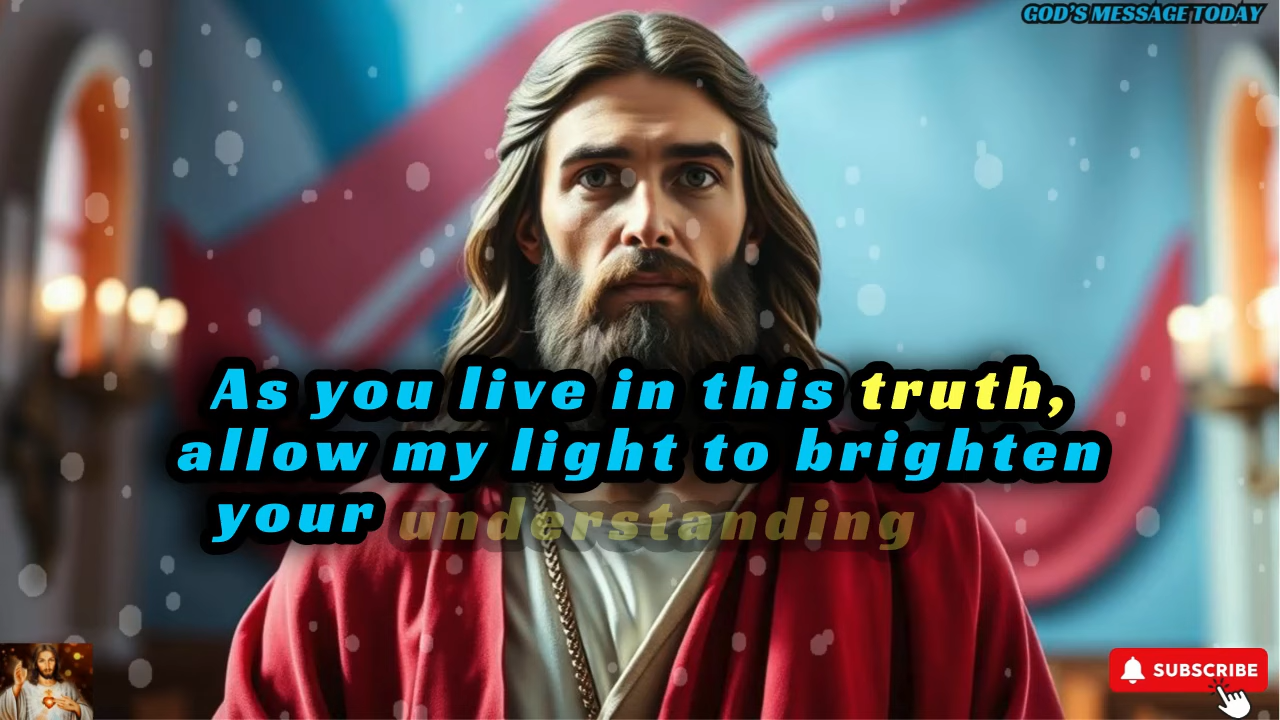 GOD'S MESSAGE TODAY
As you live in this truth,
allow my light to brighten
your understanding
SUBSCRIBE